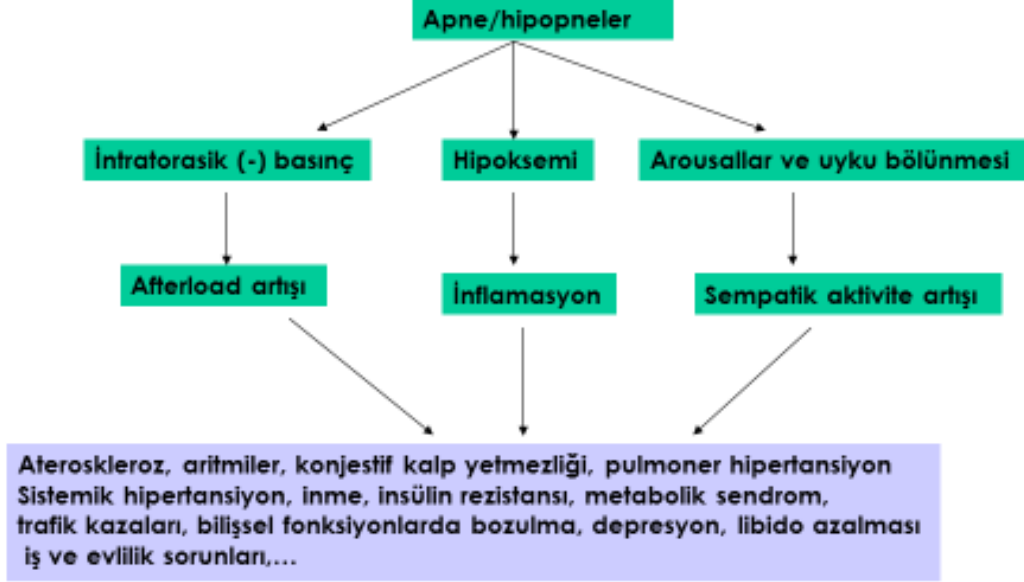 Apne/hipopneler
İntratorasik (-) basınç
Hipoksemi
Arousallar ve uyku bölünmesi
Afterload artışı
İnflamasyon
Sempatik aktivite artışı
Ateroskleroz, aritmiler, konjestif kalp yetmezliği, pulmoner hipertansiyon
Sistemik hipertansiyon, inme, insülin rezistansı, metabolik sendrom,
trafik kazaları, bilişsel fonksiyonlarda bozulma, depresyon, libido azalması
iş ve evlilik sorunları,...